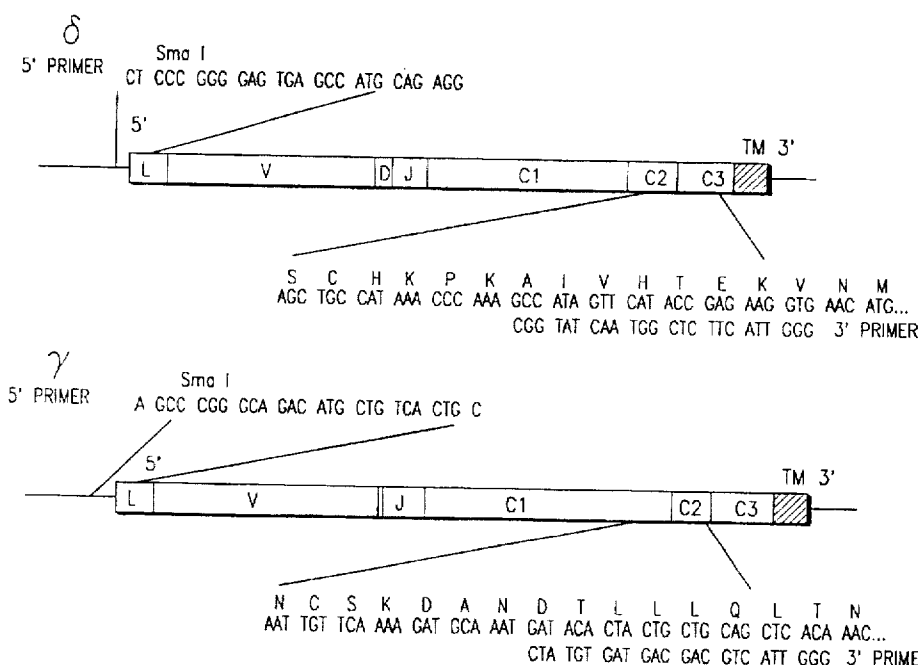 δ
5' PRIMER
Sma I
CT CCC GGG GAG TGA GCC ATG CAG AGG
5'
TM 3'
L V D J C1 C2 C3
S C H K P K A I V H T E K V N M
AGC TGC CAT AAA CCC AAA GCC ATA GTT CAT ACC GAG AAG GTG AAC ATG...
CGG TAT CAA TGG CTC TTC ATT GGG 3' PRIMER
γ
5' PRIMER
Sma I
A GCC CGG GCA GAC ATG CTG TCA CTG C
5'
TM 3'
L V J C1 C2 C3
N C S K D A N D T L L L Q L T N
AAT TGT TCA AAA GAT GCA AAT GAT ACA CTA CTG CTG CAG CTC ACA AAC...
CTA TGT GAT GAC GAC GTC ATT GGG 3' PRIME